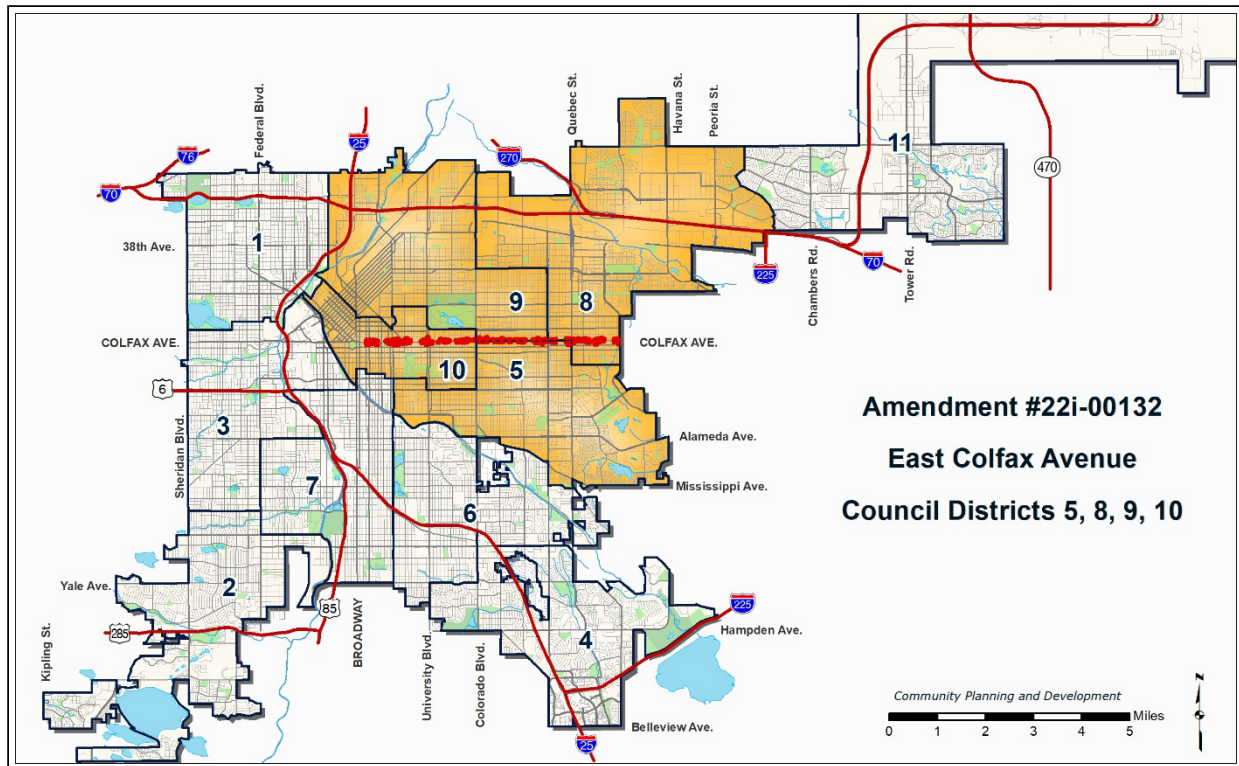 Federal Blvd.
Quebec St.
Havana St.
Peoria St.
76
25
270
70
11
470
38th Ave.
1
225
Chambers Rd.
70
Tower Rd.
9
8
COLFAX AVE.
COLFAX AVE.
10
5
6
3
Sheridan Blvd.
Amendment #22i-00132
East Colfax Avenue
Council Districts 5, 8, 9, 10
Alameda Ave.
Mississippi Ave.
7
6
Yale Ave.
2
85
BROADWAY
285
225
Hampden Ave.
4
Kipling St.
University Blvd.
Colorado Blvd.
Belleview Ave.
25
Community Planning and Development
Miles
0 1 2 3 4 5
N